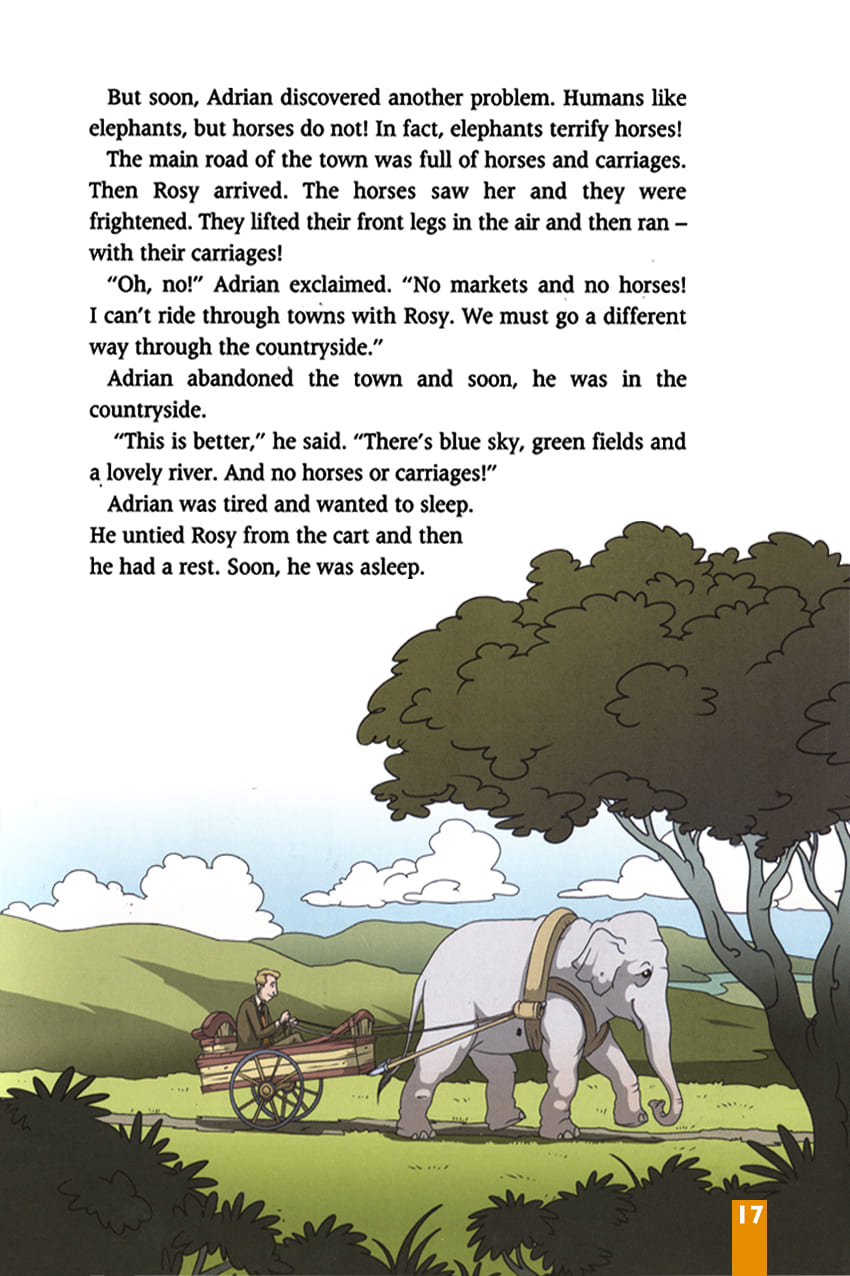 But soon, Adrian discovered another problem. Humans like
elephants, but horses do not! In fact, elephants terrify horses!
The main road of the town was full of horses and carriages.
Then Rosy arrived. The horses saw her and they were
frightened. They lifted their front legs in the air and then ran –
with their carriages!
“Oh, no!” Adrian exclaimed. “No markets and no horses!
I can’t ride through towns with Rosy. We must go a different
way through the countryside.”
Adrian abandoned the town and soon, he was in the
countryside.
“This is better,” he said. “There’s blue sky, green fields and
a lovely river. And no horses or carriages!”
Adrian was tired and wanted to sleep.
He untied Rosy from the cart and then
he had a rest. Soon, he was asleep.
17